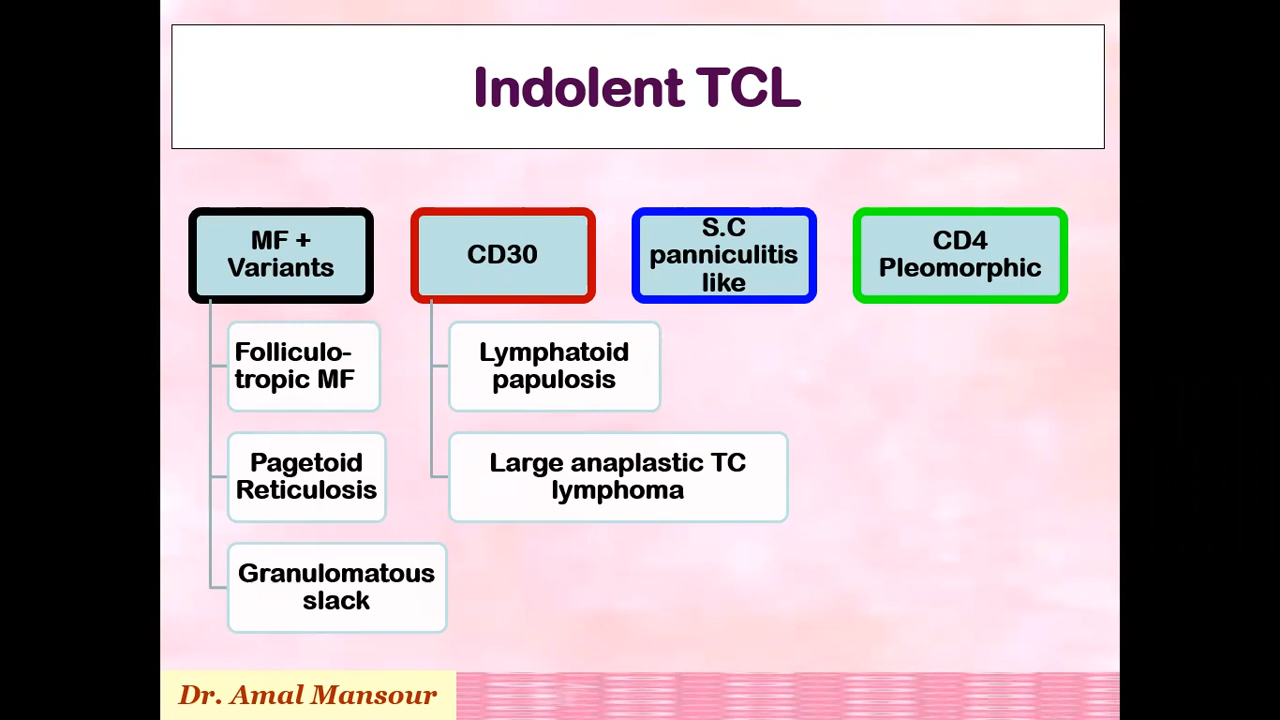 Indolent TCL
MF +
Variants
Folliculo-
tropic MF
Pagetoid
Reticulosis
Granulomatous
slack
CD30
Lymphatoid
papulosis
Large anaplastic TC
lymphoma
S.C
panniculitis
like
CD4
Pleomorphic
Dr. Amal Mansour